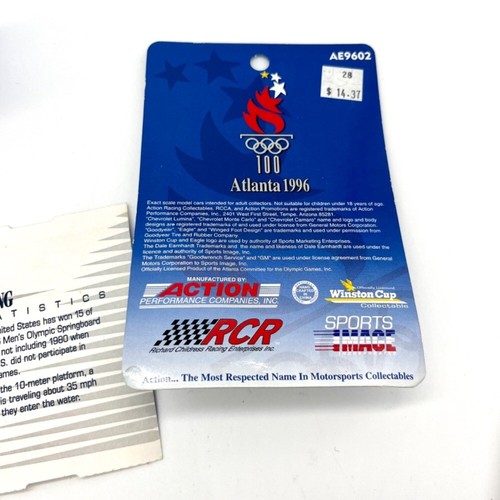 AE9602
28
$ 14.37
100
Atlanta 1996
Exact scale model cars intended for adult collectors. Not suitable for children under 18 years of age.
Action Racing Collectables, RCCA, and Action Promotions are registered trademarks of Action
Performance Companies, Inc., 2401 West First Street, Tempe, Arizona 85281.
"Chevrolet Lumina", "Chevrolet Monte Carlo" and "Chevrolet Camaro" name and logo and body
designs are registered trademarks of and used under license from General Motors Corporation.
"Goodyear", "Eagle" and "Winged Foot Design" are trademarks and used under permission from
Goodyear Tire and Rubber Company.
Winston Cup and Eagle logo are used by authority of Sports Marketing Enterprises.
The Dale Earnhardt Trademarks and the name and likeness of Dale Earnhardt are used under the
licence and authority of Sports Image, Inc.
The Trademarks "Goodwrench Service" and "GM" are used under license agreement from General
Motors Corporation to Sports Image, Inc.
Officially Licensed Product of the Atlanta Committee for the Olympic Games, Inc.
MANUFACTURED BY:
ACTION
PERFORMANCE COMPANIES, INC.
Winston Cup
Collectable
RCR
Richard Childress Racing Enterprises Inc.
SPORTS
IMAGE
Action... The Most Respected Name In Motorsports Collectables
NG
ATISTICS
nited States has won 15 of
Men's Olympic Springboard
not including 1980 when
S. did not participate in
ames.
the 10-meter platform, a
is traveling about 35 mph
they enter the water.